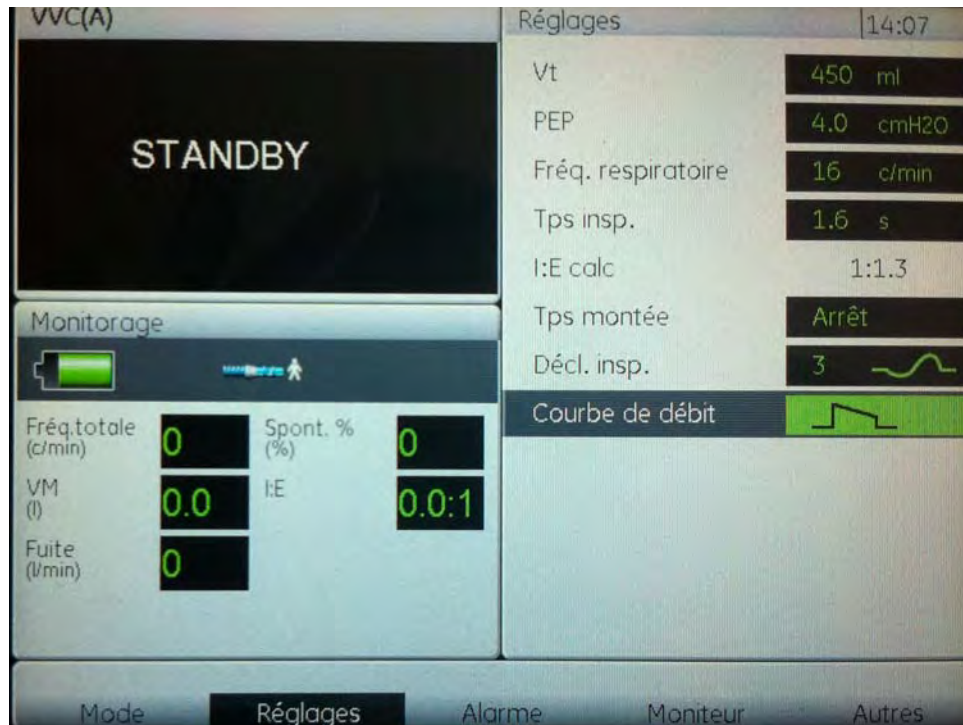 VVC(A)
STANDBY
Monitorage
Fréq.totale
(c/min)
0
Spont. %
(%)
0
VM
(l)
0.0
I:E
0.0:1
Fuite
(l/min)
0
Réglages 14:07
Vt 450 ml
PEP 4.0 cmH2O
Fréq. respiratoire 16 c/min
Tps insp. 1.6 s
I:E calc 1:1.3
Tps montée Arrêt
Décl. insp. 3
Courbe de débit
Mode Réglages Alarme Moniteur Autres